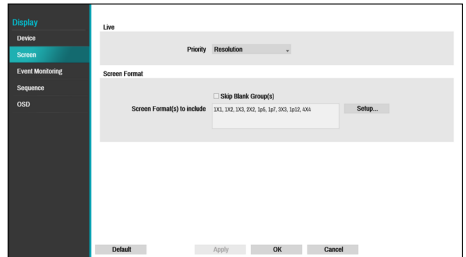 Display
Device
Screen
Event Monitoring
Sequence
OSD
Live
Priority Resolution
Screen Format
Skip Blank Group(s)
Screen Format(s) to include 1X1, 1X2, 1X3, 2X2, 1p5, 1p7, 3X3, 1p12, 4X4 Setup...
Default Apply OK Cancel